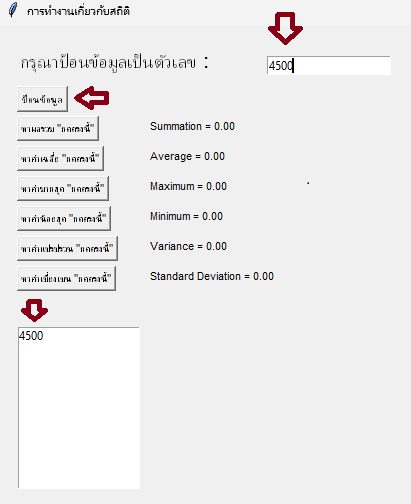 การทำงานเกี่ยวกับสถิติ
กรุณาป้อนข้อมูลเป็นตัวเลข :
4500
ป้อนข้อมูล
หาผลรวม "กดตรงนี้"
Summation = 0.00
หาค่าเฉลี่ย "กดตรงนี้"
Average = 0.00
หาค่ามากสุด "กดตรงนี้"
Maximum = 0.00
หาค่าน้อยสุด "กดตรงนี้"
Minimum = 0.00
หาค่าแปรปรวน "กดตรงนี้"
Variance = 0.00
หาค่าเบี่ยงเบน "กดตรงนี้"
Standard Deviation = 0.00
4500